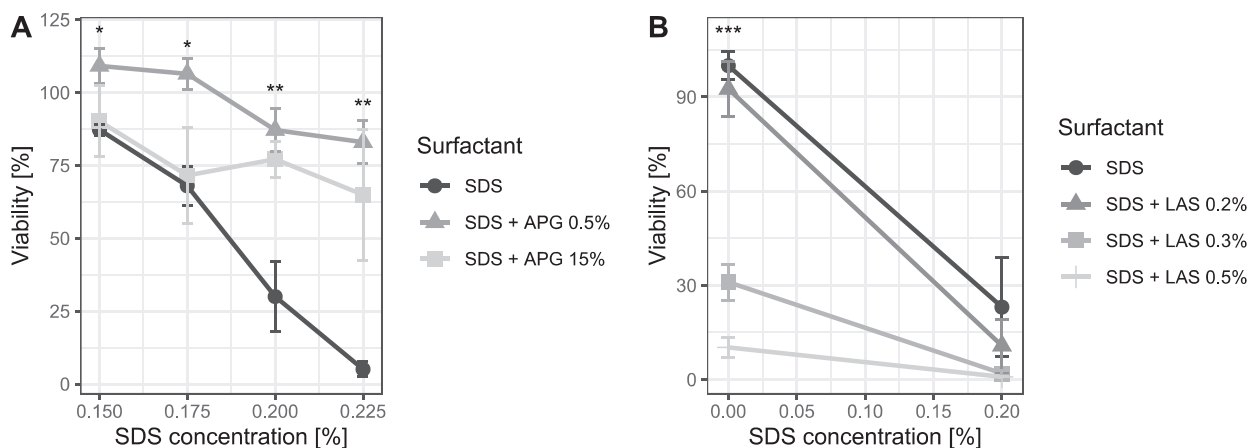 A
125
100
75
50
25
0
*
*
**
**
0.150
0.175
0.200
0.225
SDS concentration [%]
Viability [%]
Surfactant
SDS
SDS + APG 0.5%
SDS + APG 15%
B
***
90
60
30
0
0.00
0.05
0.10
0.15
0.20
SDS concentration [%]
Viability [%]
Surfactant
SDS
SDS + LAS 0.2%
SDS + LAS 0.3%
SDS + LAS 0.5%